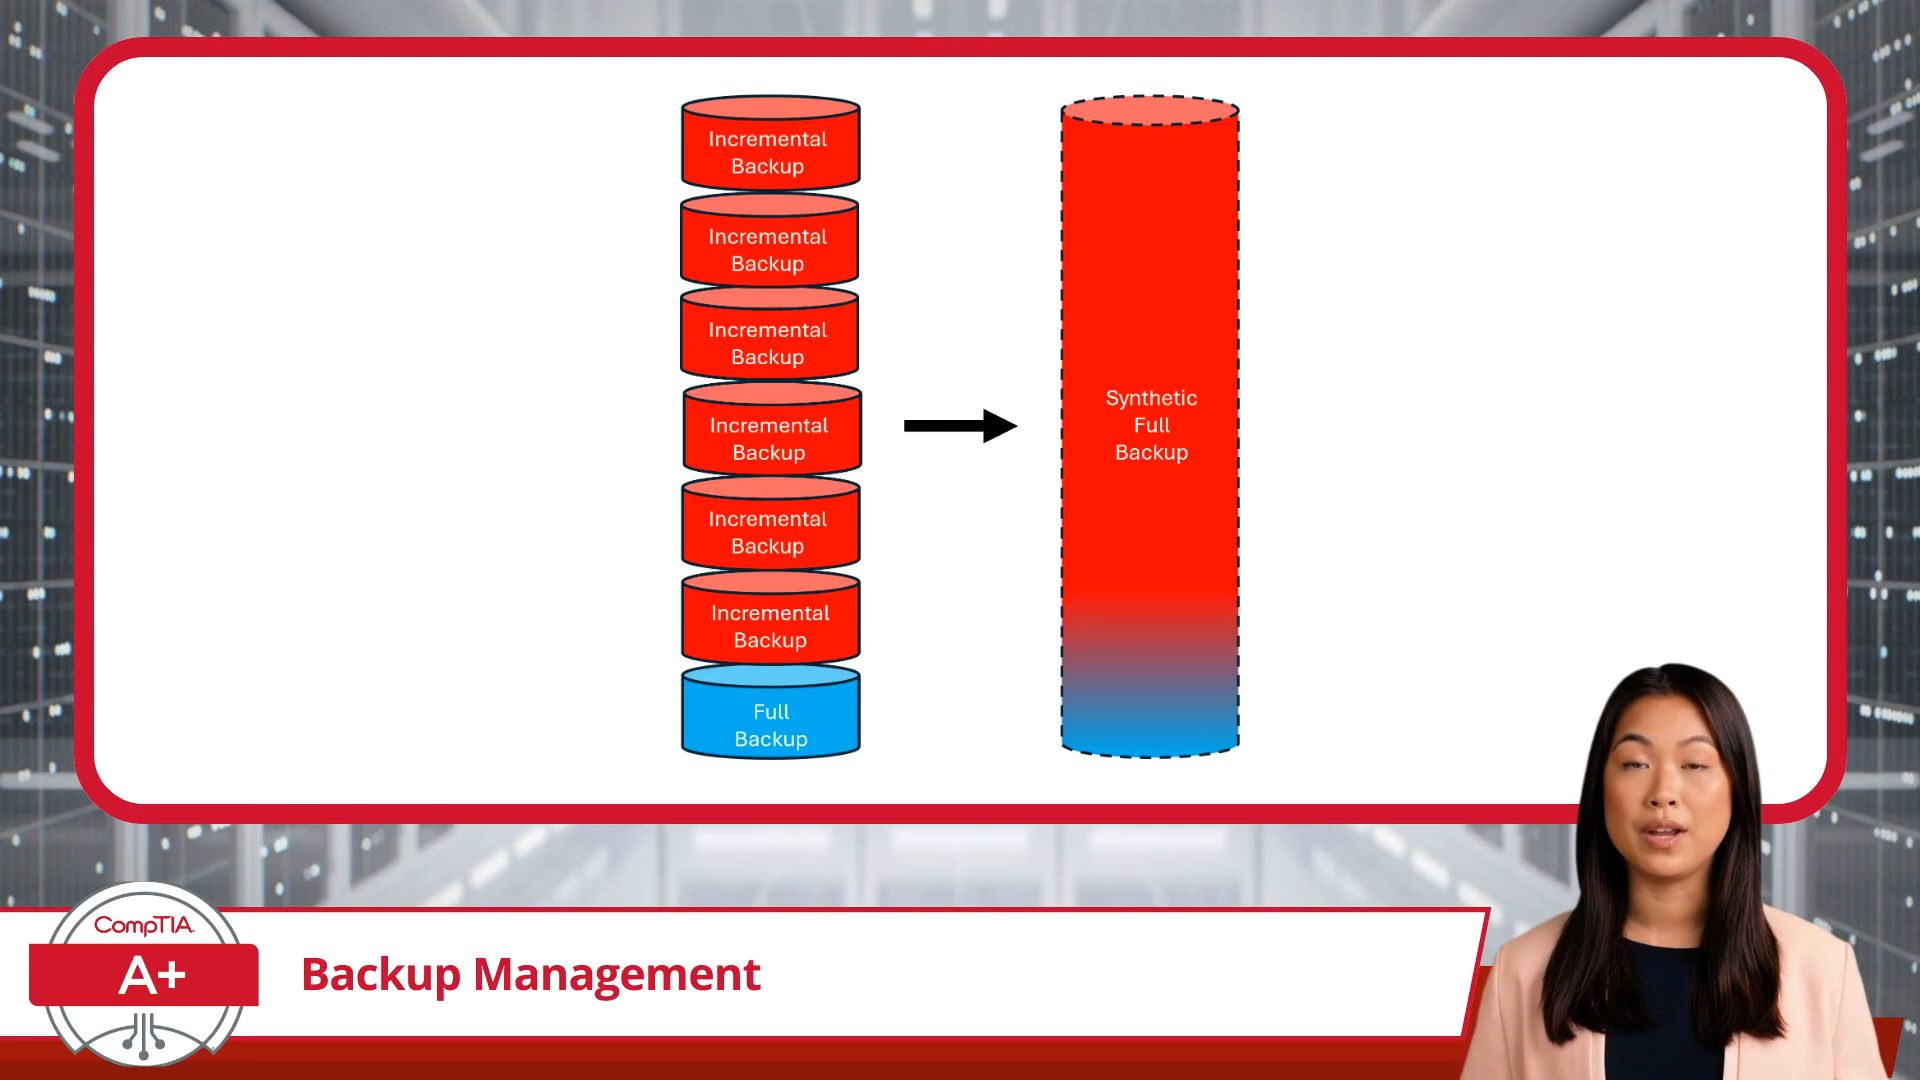 Incremental
Backup
Incremental
Backup
Incremental
Backup
Incremental
Backup
Incremental
Backup
Incremental
Backup
Full
Backup
Synthetic
Full
Backup
CompTIA.
A+
Backup Management